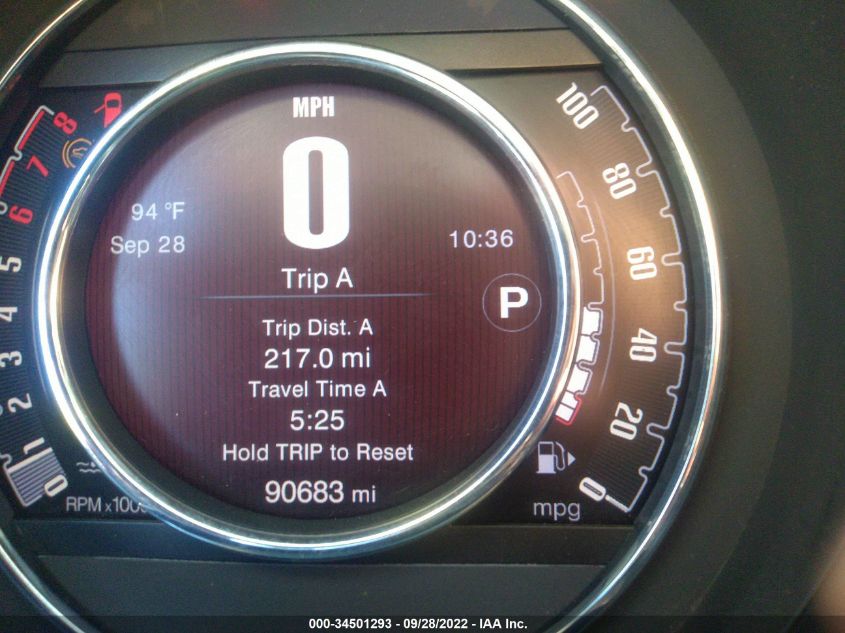 MPH
0
94 °F
Sep 28
10:36
Trip A
P
Trip Dist. A
217.0 mi
Travel Time A
5:25
Hold TRIP to Reset
90683 mi
8
7
6
5
4
3
2
1
0
100
80
60
40
20
0
mpg
000-34501293 - 09/28/2022 - IAA Inc.